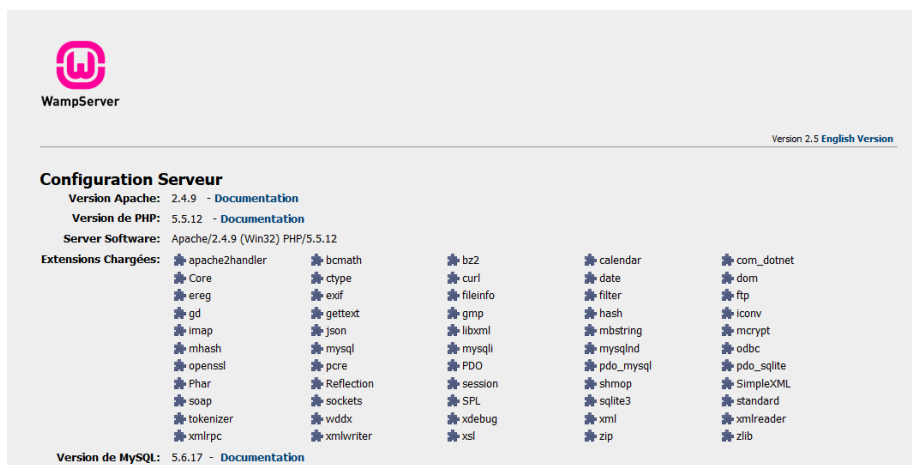 WampServer
Version 2.5 English Version
Configuration Serveur
Version Apache: 2.4.9 - Documentation
Version de PHP: 5.5.12 - Documentation
Server Software: Apache/2.4.9 (Win32) PHP/5.5.12
Extensions Chargées: apache2handler bcmath bz2 calendar com_dotnet
Core ctype curl date dom
ereg exif fileinfo filter ftp
gd gettext gmp hash iconv
imap json libxml mbstring mcrypt
mhash mysql mysqli mysqlnd odbc
openssl pcre PDO pdo_mysql pdo_sqlite
Phar Reflection session shmop SimpleXML
soap sockets SPL sqlite3 standard
tokenizer wddx xdebug xml xmlreader
xmlrpc xmlwriter xsl zip zlib
Version de MySQL: 5.6.17 - Documentation